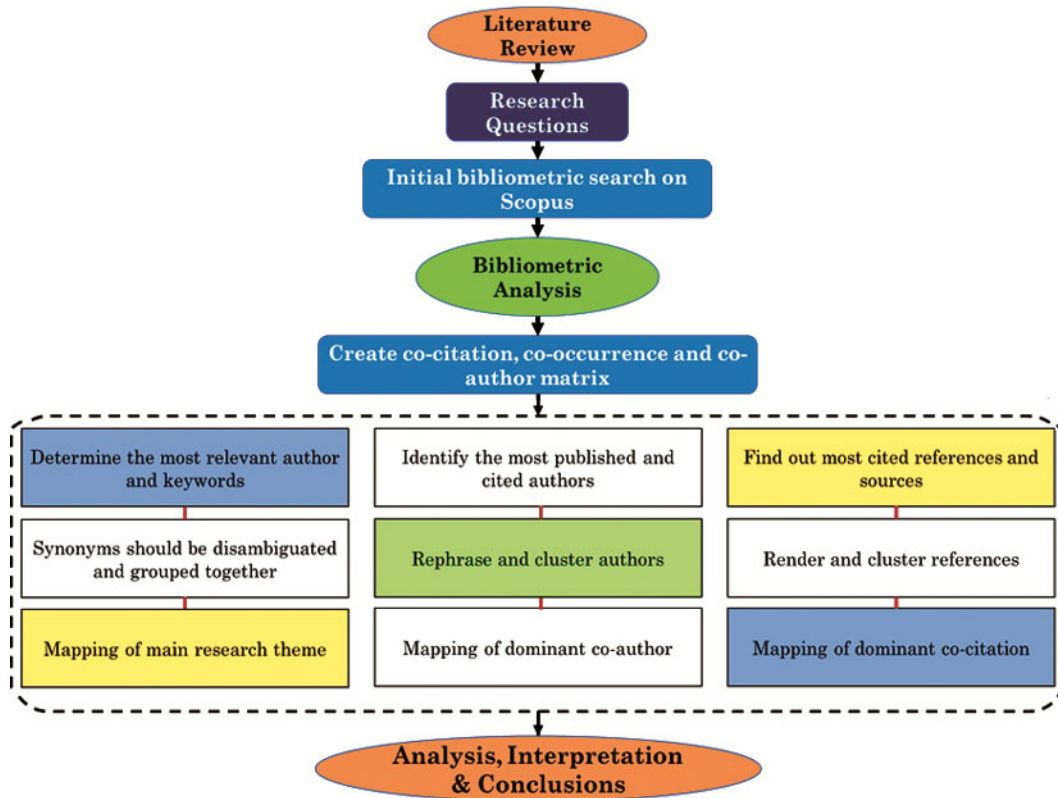 Literature
Review
Research
Questions
Initial bibliometric search on
Scopus
Bibliometric
Analysis
Create co-citation, co-occurrence and co-
author matrix
Determine the most relevant author
and keywords
Synonyms should be disambiguated
and grouped together
Mapping of main research theme
Identify the most published and
cited authors
Rephrase and cluster authors
Mapping of dominant co-author
Find out most cited references and
sources
Render and cluster references
Mapping of dominant co-citation
Analysis, Interpretation
& Conclusions